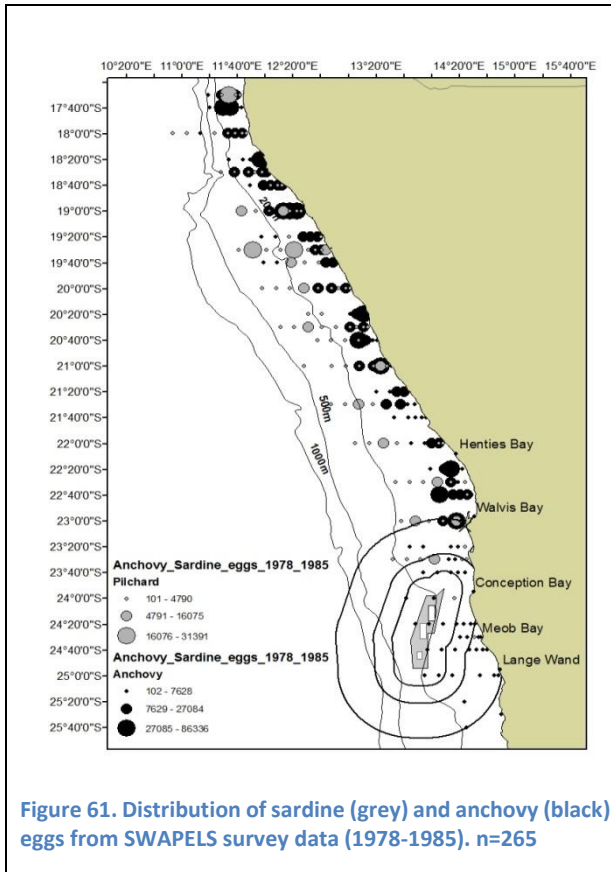 10°20'0"E 11°0'0"E 11°40'0"E 12°20'0"E 13°20'0"E 14°20'0"E 15°0'0"E 15°40'0"E
17°40'0"S
18°0'0"S
18°20'0"S
18°40'0"S
19°0'0"S
19°20'0"S
19°40'0"S
20°0'0"S
20°20'0"S
20°40'0"S
21°0'0"S
21°20'0"S
21°40'0"S
22°0'0"S
22°20'0"S
22°40'0"S
23°0'0"S
23°20'0"S
23°40'0"S
24°0'0"S
24°20'0"S
24°40'0"S
25°0'0"S
25°20'0"S
25°40'0"S
200m
500m
1000m
Henties Bay
Walvis Bay
Conception Bay
Meob Bay
Lange Wand
Anchovy_Sardine_eggs_1978_1985
Pilchard
101 - 4790
4791 - 16075
16076 - 31391
Anchovy_Sardine_eggs_1978_1985
Anchovy
102 - 7628
7629 - 27084
27085 - 86336
Figure 61. Distribution of sardine (grey) and anchovy (black)
eggs from SWAPELS survey data (1978-1985). n=265